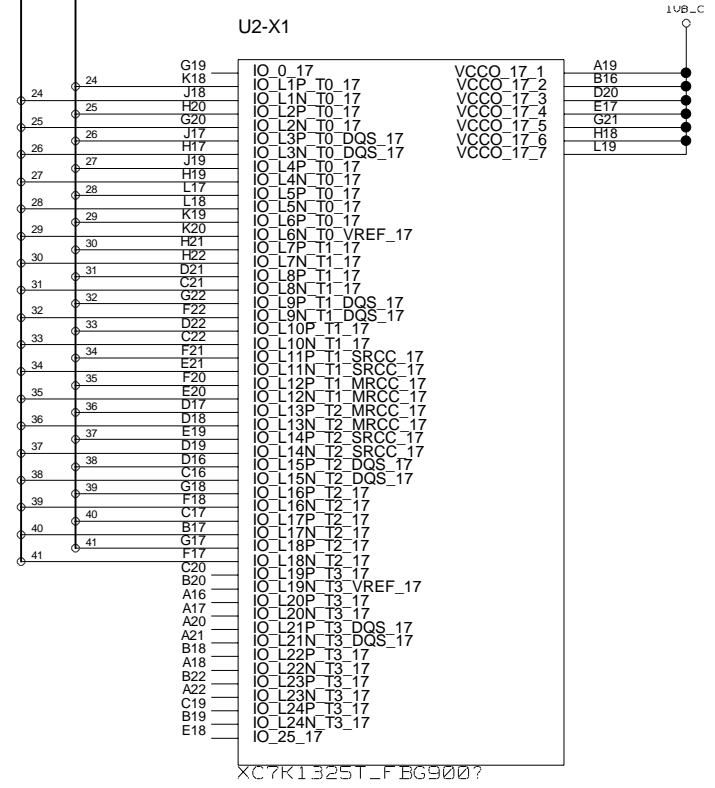 1V8_C
U2-X1
G19 IO_0_17 VCCO_17_1 A19
24 K18 IO_L1P_T0_17 VCCO_17_2 B16
24 J18 IO_L1N_T0_17 VCCO_17_3 D20
25 H20 IO_L2P_T0_17 VCCO_17_4 E17
25 G20 IO_L2N_T0_17 VCCO_17_5 G21
26 J17 IO_L3P_T0_DQS_17 VCCO_17_6 H18
26 H17 IO_L3N_T0_DQS_17 VCCO_17_7 L19
27 J19 IO_L4P_T0_17
27 H19 IO_L4N_T0_17
28 L17 IO_L5P_T0_17
28 L18 IO_L5N_T0_17
29 K19 IO_L6P_T0_17
29 K20 IO_L6N_T0_VREF_17
30 H21 IO_L7P_T1_17
30 H22 IO_L7N_T1_17
31 D21 IO_L8P_T1_17
31 C21 IO_L8N_T1_17
32 G22 IO_L9P_T1_DQS_17
32 F22 IO_L9N_T1_DQS_17
33 D22 IO_L10P_T1_17
33 C22 IO_L10N_T1_17
34 F21 IO_L11P_T1_SRCC_17
34 E21 IO_L11N_T1_SRCC_17
35 F20 IO_L12P_T1_MRCC_17
35 E20 IO_L12N_T1_MRCC_17
36 D17 IO_L13P_T2_MRCC_17
36 D18 IO_L13N_T2_MRCC_17
37 E19 IO_L14P_T2_SRCC_17
37 D19 IO_L14N_T2_SRCC_17
38 D16 IO_L15P_T2_DQS_17
38 C16 IO_L15N_T2_DQS_17
39 G18 IO_L16P_T2_17
39 F18 IO_L16N_T2_17
40 C17 IO_L17P_T2_17
40 B17 IO_L17N_T2_17
41 G17 IO_L18P_T2_17
41 F17 IO_L18N_T2_17
C20 IO_L19P_T3_17
B20 IO_L19N_T3_VREF_17
A16 IO_L20P_T3_17
A17 IO_L20N_T3_17
A20 IO_L21P_T3_DQS_17
A21 IO_L21N_T3_DQS_17
B18 IO_L22P_T3_17
A18 IO_L22N_T3_17
B22 IO_L23P_T3_17
A22 IO_L23N_T3_17
C19 IO_L24P_T3_17
B19 IO_L24N_T3_17
E18 IO_25_17
XC7K1325T_FBG900?